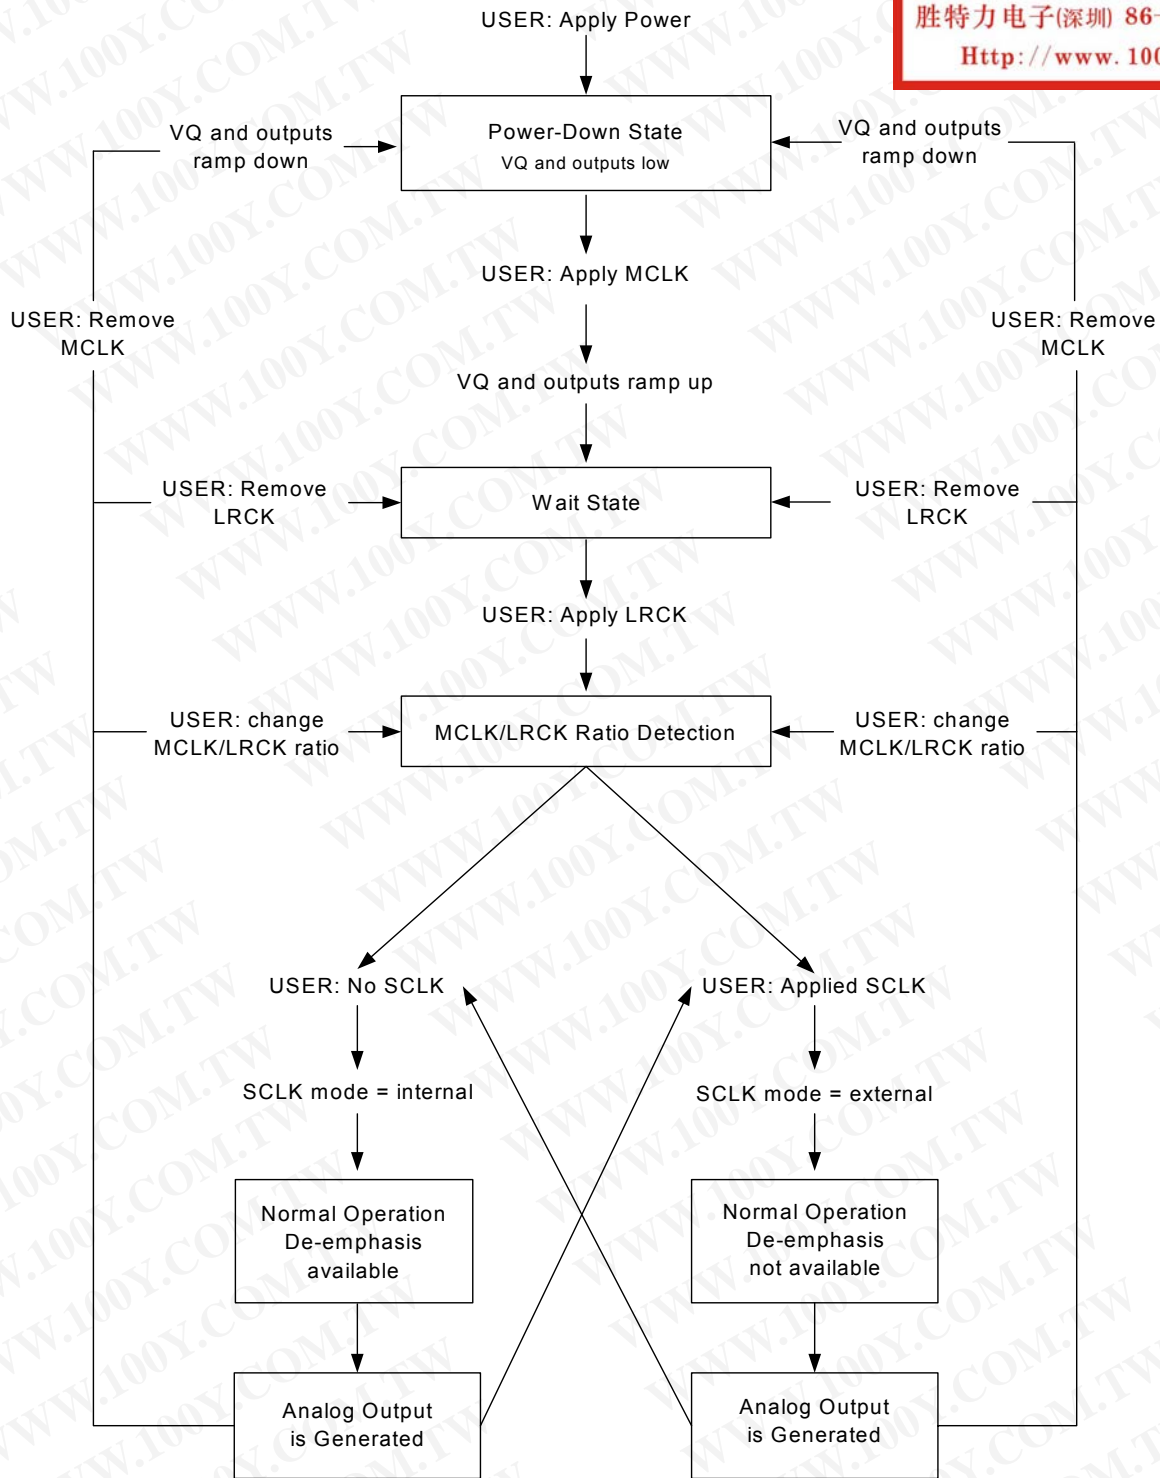 USER: Apply Power
胜特力电子(深圳) 86-
Http://www. 100
Power-Down State
VQ and outputs low
VQ and outputs
ramp down
VQ and outputs
ramp down
USER: Apply MCLK
USER: Remove
MCLK
USER: Remove
MCLK
VQ and outputs ramp up
USER: Remove
LRCK
Wait State
USER: Remove
LRCK
USER: Apply LRCK
USER: change
MCLK/LRCK ratio
MCLK/LRCK Ratio Detection
USER: change
MCLK/LRCK ratio
USER: No SCLK
USER: Applied SCLK
SCLK mode = internal
SCLK mode = external
Normal Operation
De-emphasis
available
Normal Operation
De-emphasis
not available
Analog Output
is Generated
Analog Output
is Generated
WWW.100Y.COM.TW